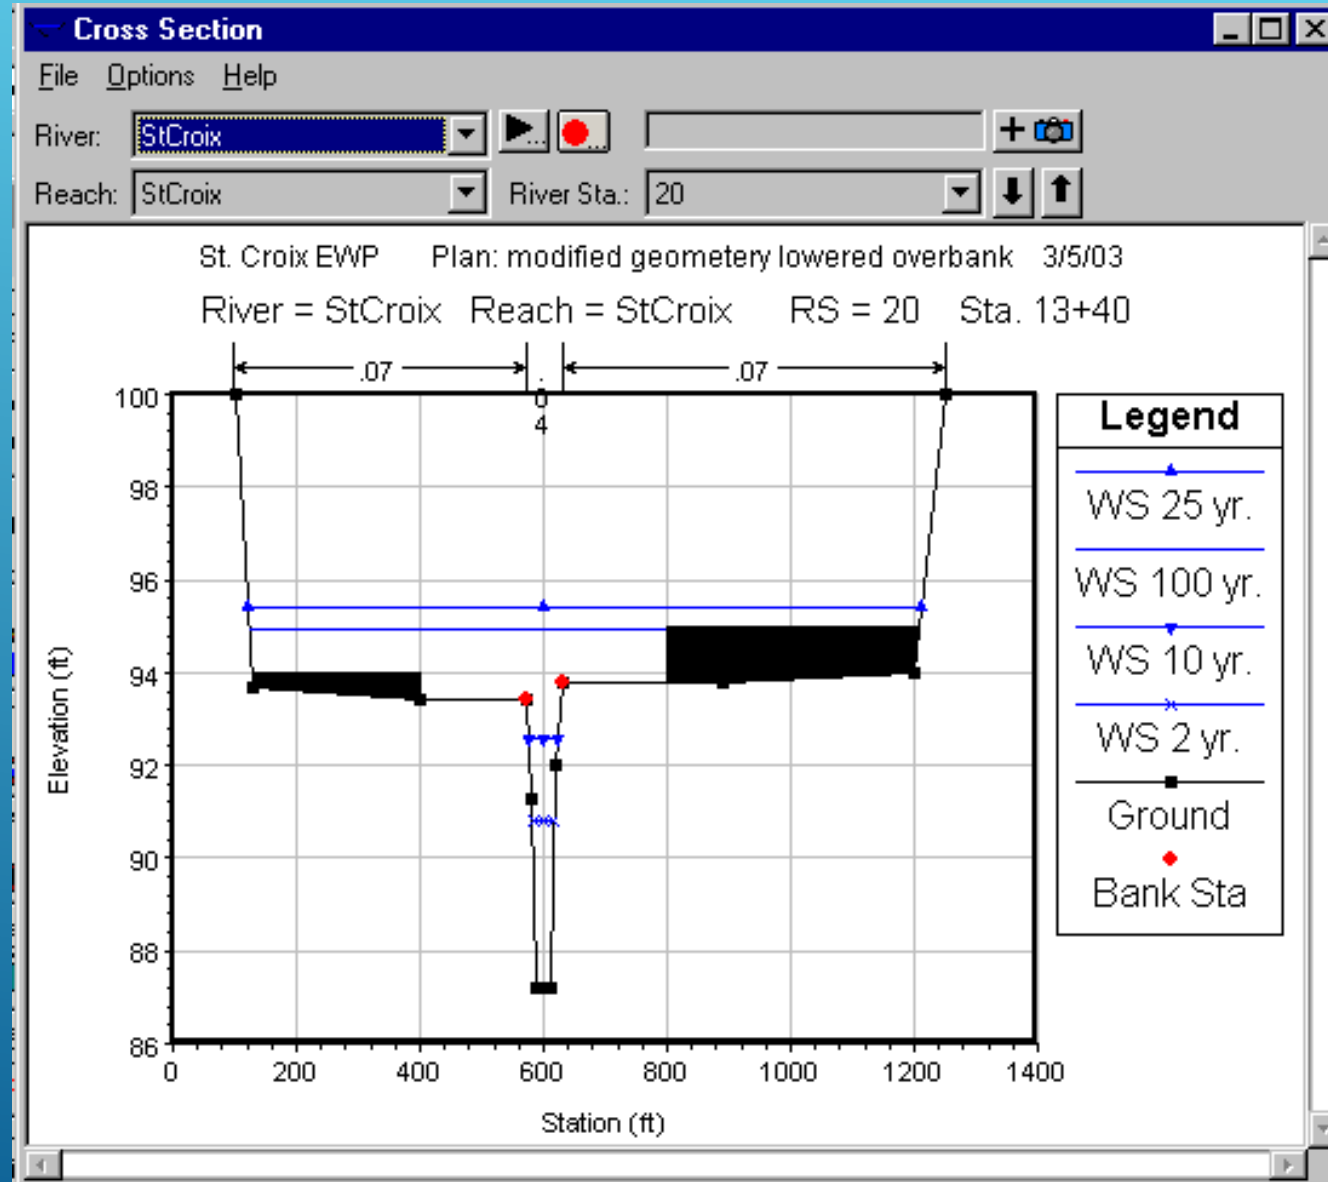 Cross Section
File Options Help
River: StCroix ... ... +
Reach: StCroix River Sta.: 20
St. Croix EWP Plan: modified geometery lowered overbank 3/5/03
River = StCroix Reach = StCroix RS = 20 Sta. 13+40
.07 .04 .07
100
98
96
94
92
90
88
86
Elevation (ft)
0 200 400 600 800 1000 1200 1400
Station (ft)
Legend
WS 25 yr.
WS 100 yr.
WS 10 yr.
WS 2 yr.
Ground
Bank Sta